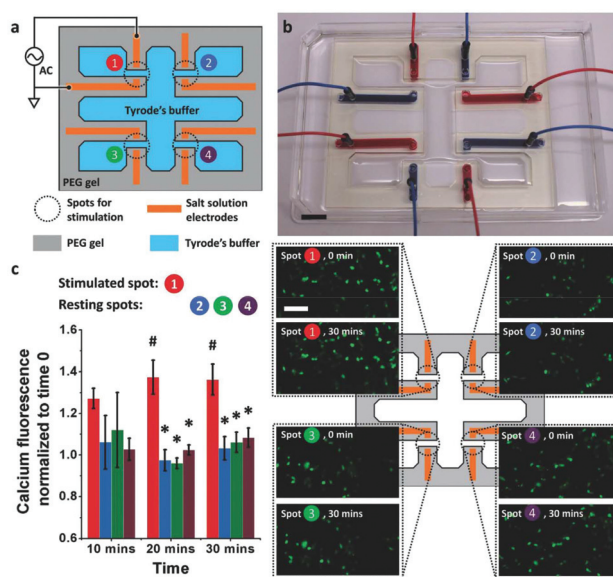 a
b
AC
1
2
Tyrode's buffer
3
4
PEG gel
Spots for stimulation
Salt solution electrodes
PEG gel
Tyrode's buffer
c
Stimulated spot: 1
Resting spots: 2 3 4
Calcium fluorescence
normalized to time 0
1.6
1.4
1.2
1.0
0.8
0.6
#
#
* * *
* * *
10 mins 20 mins 30 mins
Time
Spot 1 , 0 min
Spot 1 , 30 mins
Spot 2 , 0 min
Spot 2 , 30 mins
Spot 3 , 0 min
Spot 3 , 30 mins
Spot 4 , 0 min
Spot 4 , 30 mins